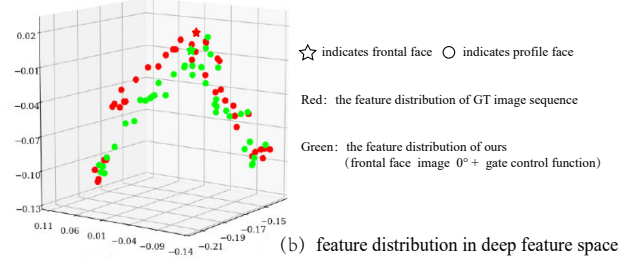 0.02
−0.01
−0.04
−0.07
−0.10
−0.13
0.11 0.06 0.01 −0.04 −0.09 −0.14
−0.21 −0.19 −0.17 −0.15
indicates frontal face indicates profile face
Red: the feature distribution of GT image sequence
Green: the feature distribution of ours
(frontal face image 0° + gate control function)
(b) feature distribution in deep feature space